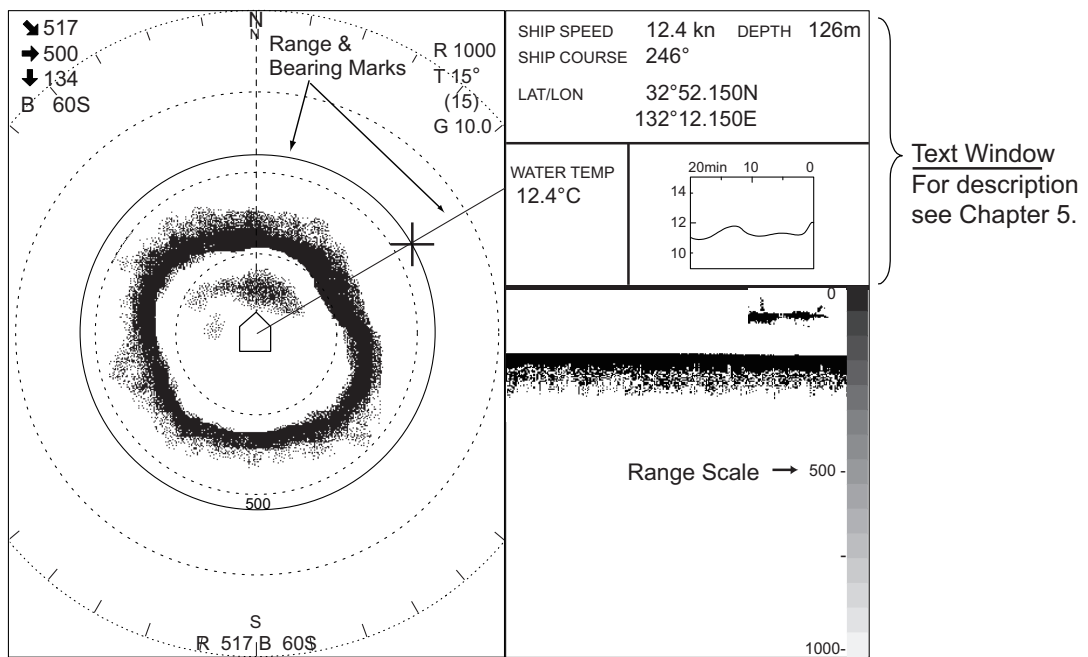 ➘ 517
➔ 500
🡇 134
B 60S
N
N
Range &
Bearing Marks
R 1000
T 15°
(15)
G 10.0
500
S
R 517 B 60S
SHIP SPEED 12.4 kn DEPTH 126m
SHIP COURSE 246°
LAT/LON 32°52.150N
132°12.150E
WATER TEMP
12.4°C
20min 10 0
14
12
10
Text Window
For description
see Chapter 5.
0
Range Scale → 500
1000